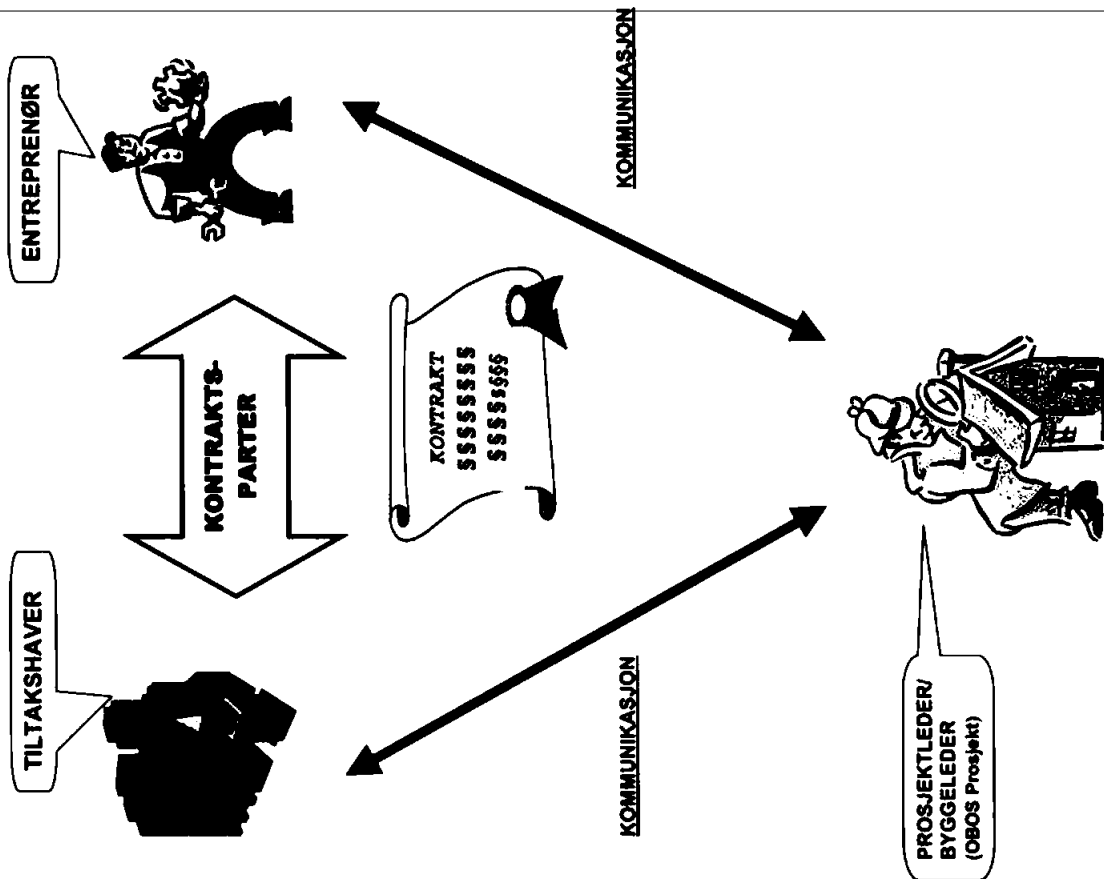 TILTAKSHAVER
ENTREPRENØR
KONTRAKTS-
PARTER
KONTRAKT
§§§§§§§§
§§§§§§§§
KOMMUNIKASJON
KOMMUNIKASJON
PROSJEKTLEDER/
BYGGELEDER
(OBOS Prosjekt)